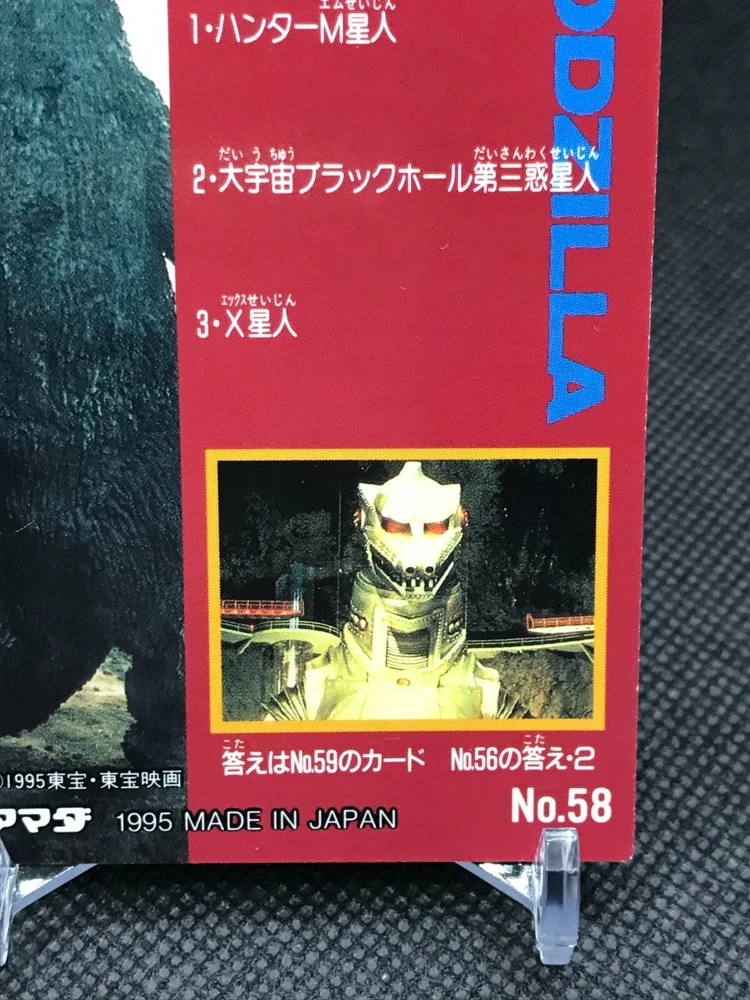 エムせいじん
1・ハンターM星人
だいうちゅう だいさんわくせいじん
2・大宇宙ブラックホール第三惑星人
エックスせいじん
3・X星人
DZILLA
こた こた
答えはNo.59のカード No.56の答え・2
No.58
©1995東宝・東宝映画
マダ 1995 MADE IN JAPAN